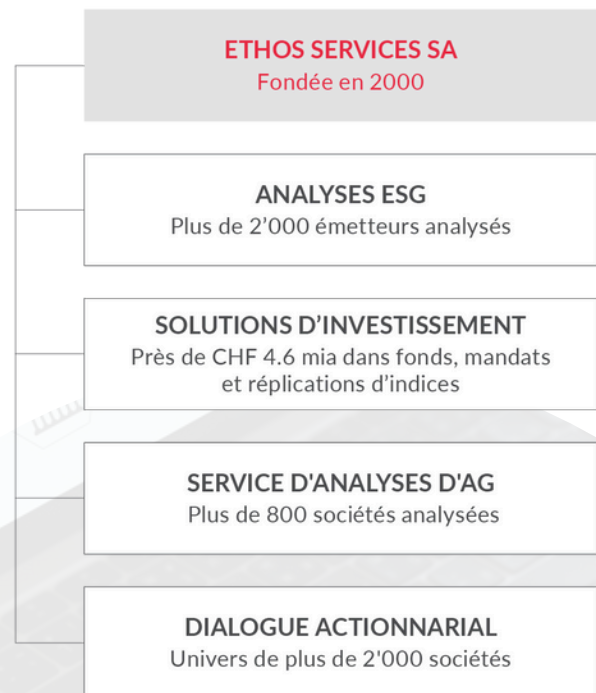 ETHOS SERVICES SA
Fondée en 2000
ANALYSES ESG
Plus de 2’000 émetteurs analysés
SOLUTIONS D’INVESTISSEMENT
Près de CHF 4.6 mia dans fonds, mandats
et réplications d’indices
SERVICE D'ANALYSES D'AG
Plus de 800 sociétés analysées
DIALOGUE ACTIONNARIAL
Univers de plus de 2'000 sociétés